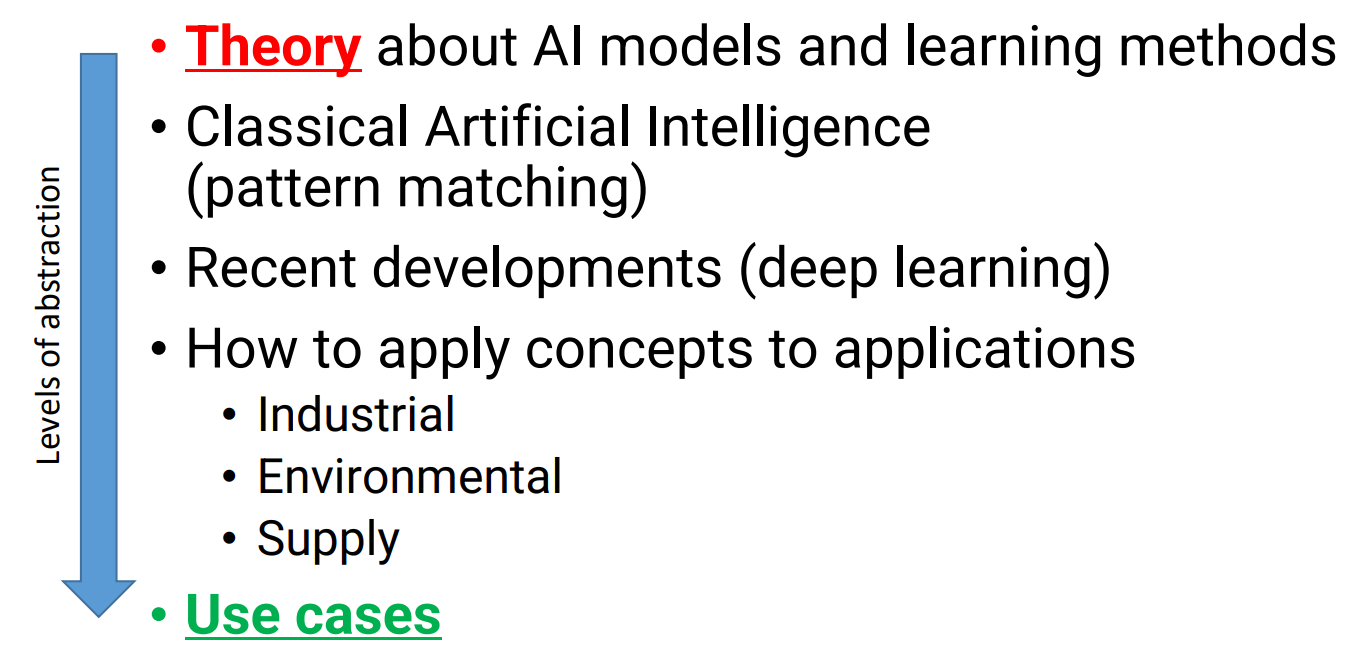 Levels of abstraction
• Theory about AI models and learning methods
• Classical Artificial Intelligence
(pattern matching)
• Recent developments (deep learning)
• How to apply concepts to applications
• Industrial
• Environmental
• Supply
• Use cases